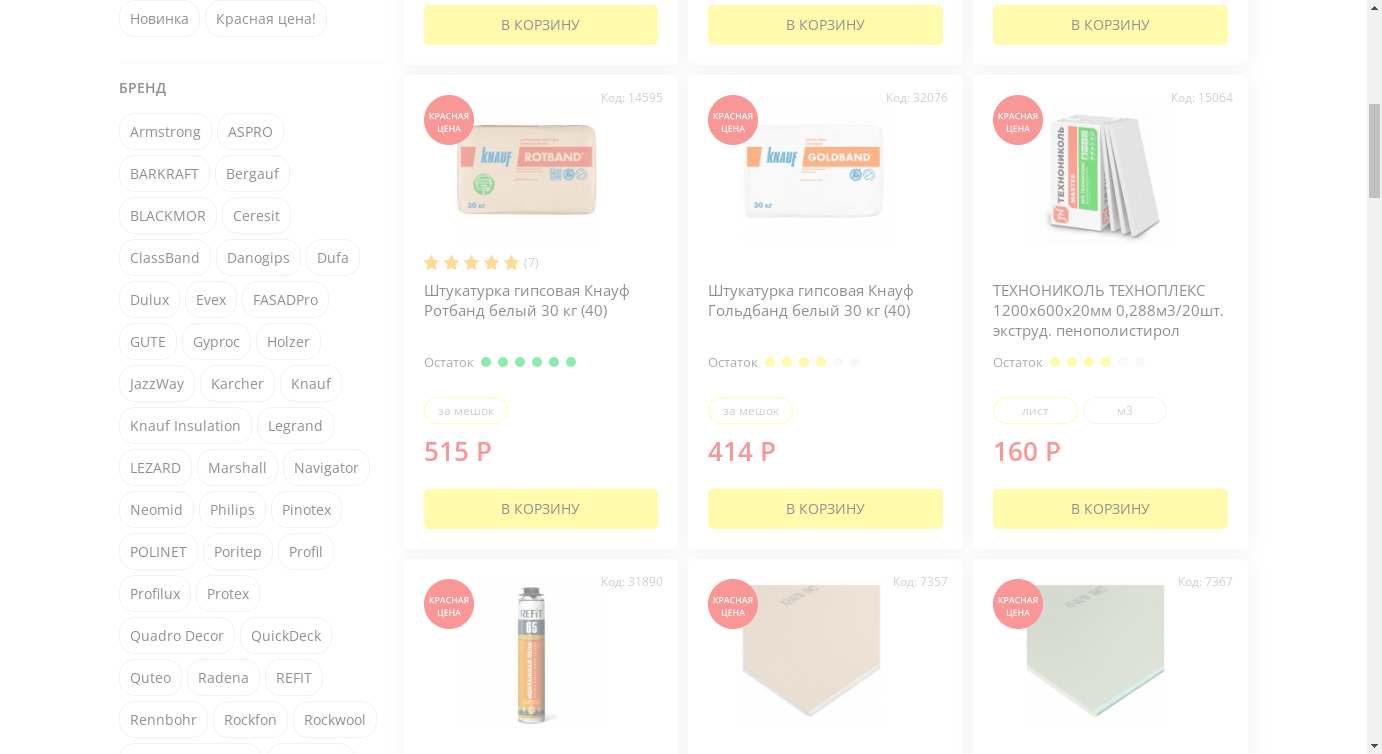 Новинка
Красная цена!
БРЕНД
Armstrong
ASPRO
BARKRAFT
Bergauf
BLACKMOR
Ceresit
ClassBand
Danogips
Dufa
Dulux
Evex
FASADPro
GUTE
Gyproc
Holzer
JazzWay
Karcher
Knauf
Knauf Insulation
Legrand
LEZARD
Marshall
Navigator
Neomid
Philips
Pinotex
POLINET
Poritep
Profil
Profilux
Protex
Quadro Decor
QuickDeck
Quteo
Radena
REFIT
Rennbohr
Rockfon
Rockwool
В КОРЗИНУ
В КОРЗИНУ
В КОРЗИНУ
Код: 14595
КРАСНАЯ
ЦЕНА
KNAUF
ROTBAND
30 кг
(7)
Штукатурка гипсовая Кнауф
Ротбанд белый 30 кг (40)
Остаток
за мешок
515 Р
В КОРЗИНУ
Код: 32076
КРАСНАЯ
ЦЕНА
KNAUF
GOLDBAND
30 кг
Штукатурка гипсовая Кнауф
Гольдбанд белый 30 кг (40)
Остаток
за мешок
414 Р
В КОРЗИНУ
Код: 15064
КРАСНАЯ
ЦЕНА
ТЕХНОНИКОЛЬ
MASTER
ТЕХНОНИКОЛЬ ТЕХНОПЛЕКС
1200х600х20мм 0,288м3/20шт.
экструд. пенополистирол
Остаток
лист
м3
160 Р
В КОРЗИНУ
Код: 31890
КРАСНАЯ
ЦЕНА
REFIT
65
МОНТАЖНАЯ ПЕНА
Код: 7357
КРАСНАЯ
ЦЕНА
Код: 7367
КРАСНАЯ
ЦЕНА